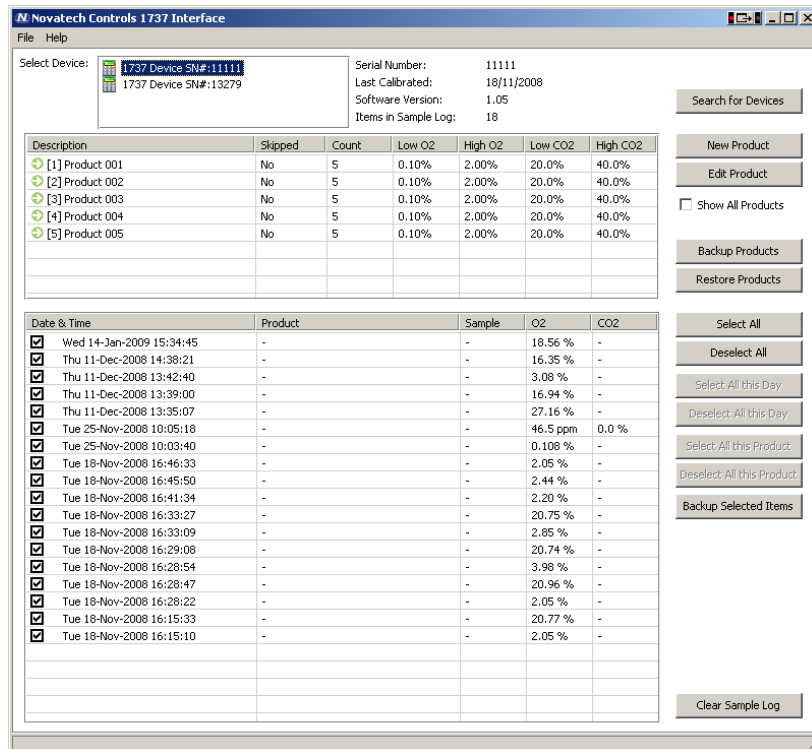 Novatech Controls 1737 Interface
File Help
Select Device:
1737 Device SN#:11111
1737 Device SN#:13279
Serial Number: 11111
Last Calibrated: 18/11/2008
Software Version: 1.05
Items in Sample Log: 18
Search for Devices
Description Skipped Count Low O2 High O2 Low CO2 High CO2
[1] Product 001 No 5 0.10% 2.00% 20.0% 40.0%
[2] Product 002 No 5 0.10% 2.00% 20.0% 40.0%
[3] Product 003 No 5 0.10% 2.00% 20.0% 40.0%
[4] Product 004 No 5 0.10% 2.00% 20.0% 40.0%
[5] Product 005 No 5 0.10% 2.00% 20.0% 40.0%
New Product
Edit Product
Show All Products
Backup Products
Restore Products
Date & Time Product Sample O2 CO2
Wed 14-Jan-2009 15:34:45 - - 18.56 % -
Thu 11-Dec-2008 14:38:21 - - 16.35 % -
Thu 11-Dec-2008 13:42:40 - - 3.08 % -
Thu 11-Dec-2008 13:39:00 - - 16.94 % -
Thu 11-Dec-2008 13:35:07 - - 27.16 % -
Tue 25-Nov-2008 10:05:18 - - 46.5 ppm 0.0 %
Tue 25-Nov-2008 10:03:40 - - 0.108 % -
Tue 18-Nov-2008 16:46:33 - - 2.05 % -
Tue 18-Nov-2008 16:45:50 - - 2.44 % -
Tue 18-Nov-2008 16:41:34 - - 2.20 % -
Tue 18-Nov-2008 16:33:27 - - 20.75 % -
Tue 18-Nov-2008 16:33:09 - - 2.85 % -
Tue 18-Nov-2008 16:29:08 - - 20.74 % -
Tue 18-Nov-2008 16:28:54 - - 3.98 % -
Tue 18-Nov-2008 16:28:47 - - 20.96 % -
Tue 18-Nov-2008 16:28:22 - - 2.05 % -
Tue 18-Nov-2008 16:15:33 - - 20.77 % -
Tue 18-Nov-2008 16:15:10 - - 2.05 % -
Select All
Deselect All
Select All this Day
Deselect All this Day
Select All this Product
Deselect All this Product
Backup Selected Items
Clear Sample Log